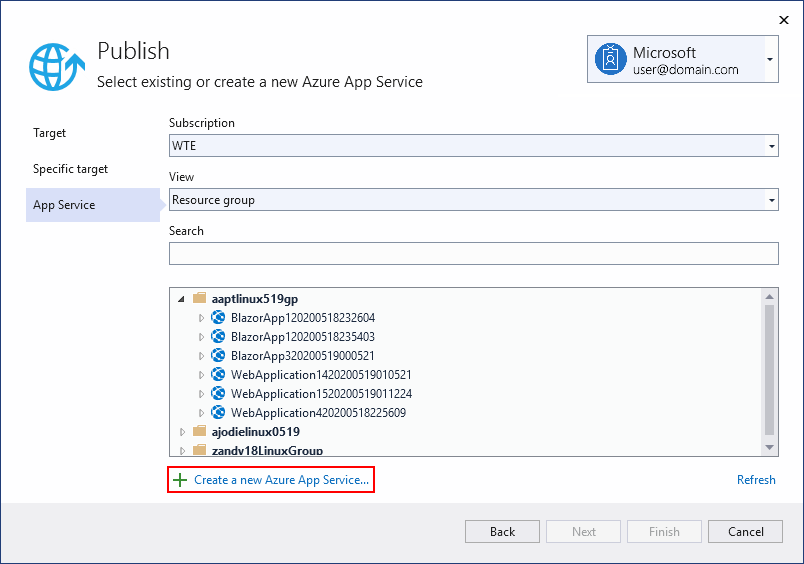 Publish
Select existing or create a new Azure App Service
Microsoft
user@domain.com
Target
Specific target
App Service
Subscription
WTE
View
Resource group
Search
aaptlinux519gp
BlazorApp120200518232604
BlazorApp120200518235403
BlazorApp320200519000521
WebApplication1420200519010521
WebApplication1520200519011224
WebApplication420200518225609
ajodielinux0519
zandy18LinuxGroup
Create a new Azure App Service...
Refresh
Back
Next
Finish
Cancel